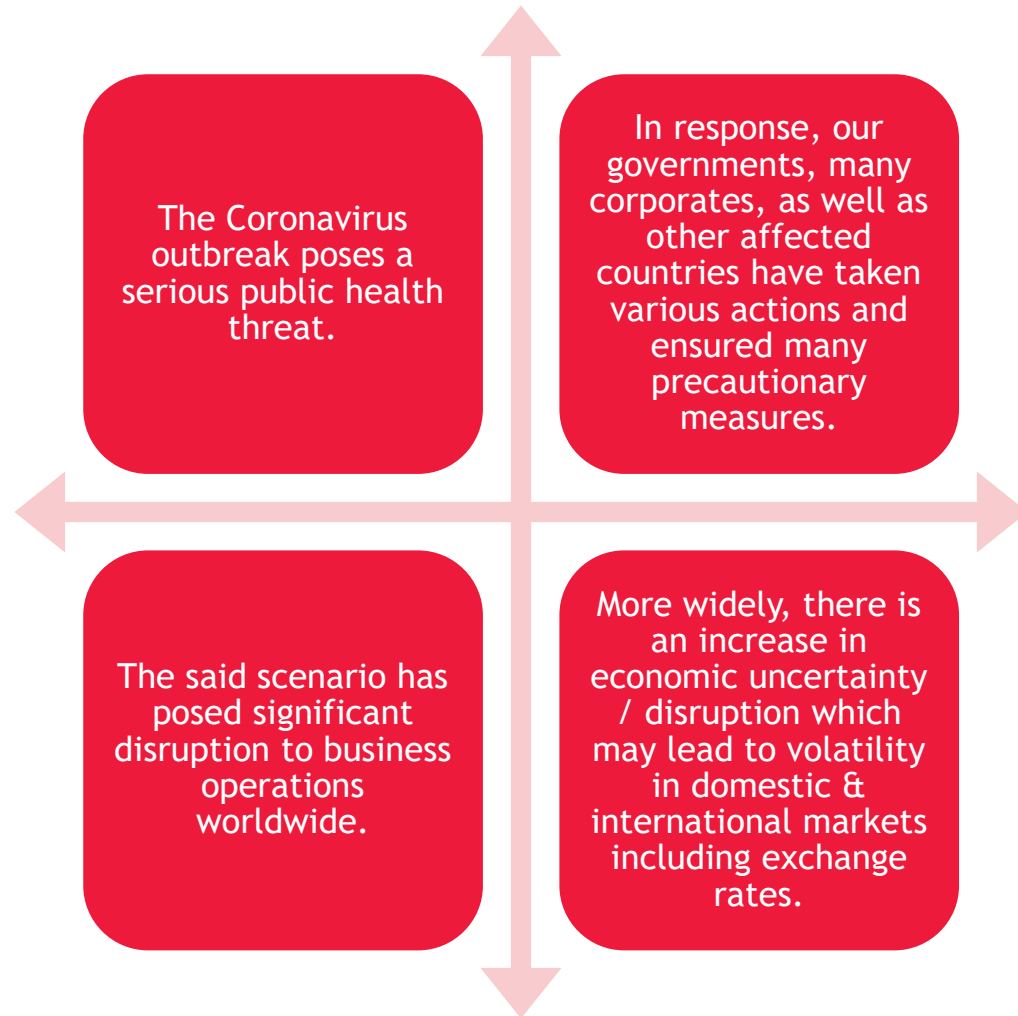 The Coronavirus
outbreak poses a
serious public health
threat.
In response, our
governments, many
corporates, as well as
other affected
countries have taken
various actions and
ensured many
precautionary
measures.
The said scenario has
posed significant
disruption to business
operations
worldwide.
More widely, there is
an increase in
economic uncertainty
/ disruption which
may lead to volatility
in domestic &
international markets
including exchange
rates.